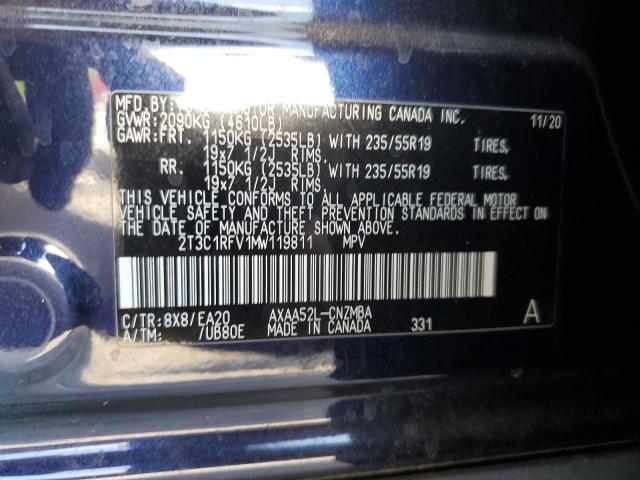 MFD.BY: MOTOR MANUFACTURING CANADA INC. 11/20
GVWR: 2090KG (4610LB)
GAWR:FRT. 1150KG (2535LB) WITH 235/55R19 TIRES,
19x7 1/2J RIMS.
RR. 1150KG (2535LB) WITH 235/55R19 TIRES,
19x7 1/2J RIMS.
THIS VEHICLE CONFORMS TO ALL APPLICABLE FEDERAL MOTOR
VEHICLE SAFETY AND THEFT PREVENTION STANDARDS IN EFFECT ON
THE DATE OF MANUFACTURE SHOWN ABOVE.
2T3C1RFV1MW119811 MPV
C/TR:8X8/EA20 AXAA52L-CNZMBA
A/TM: /UB80E MADE IN CANADA 331 A